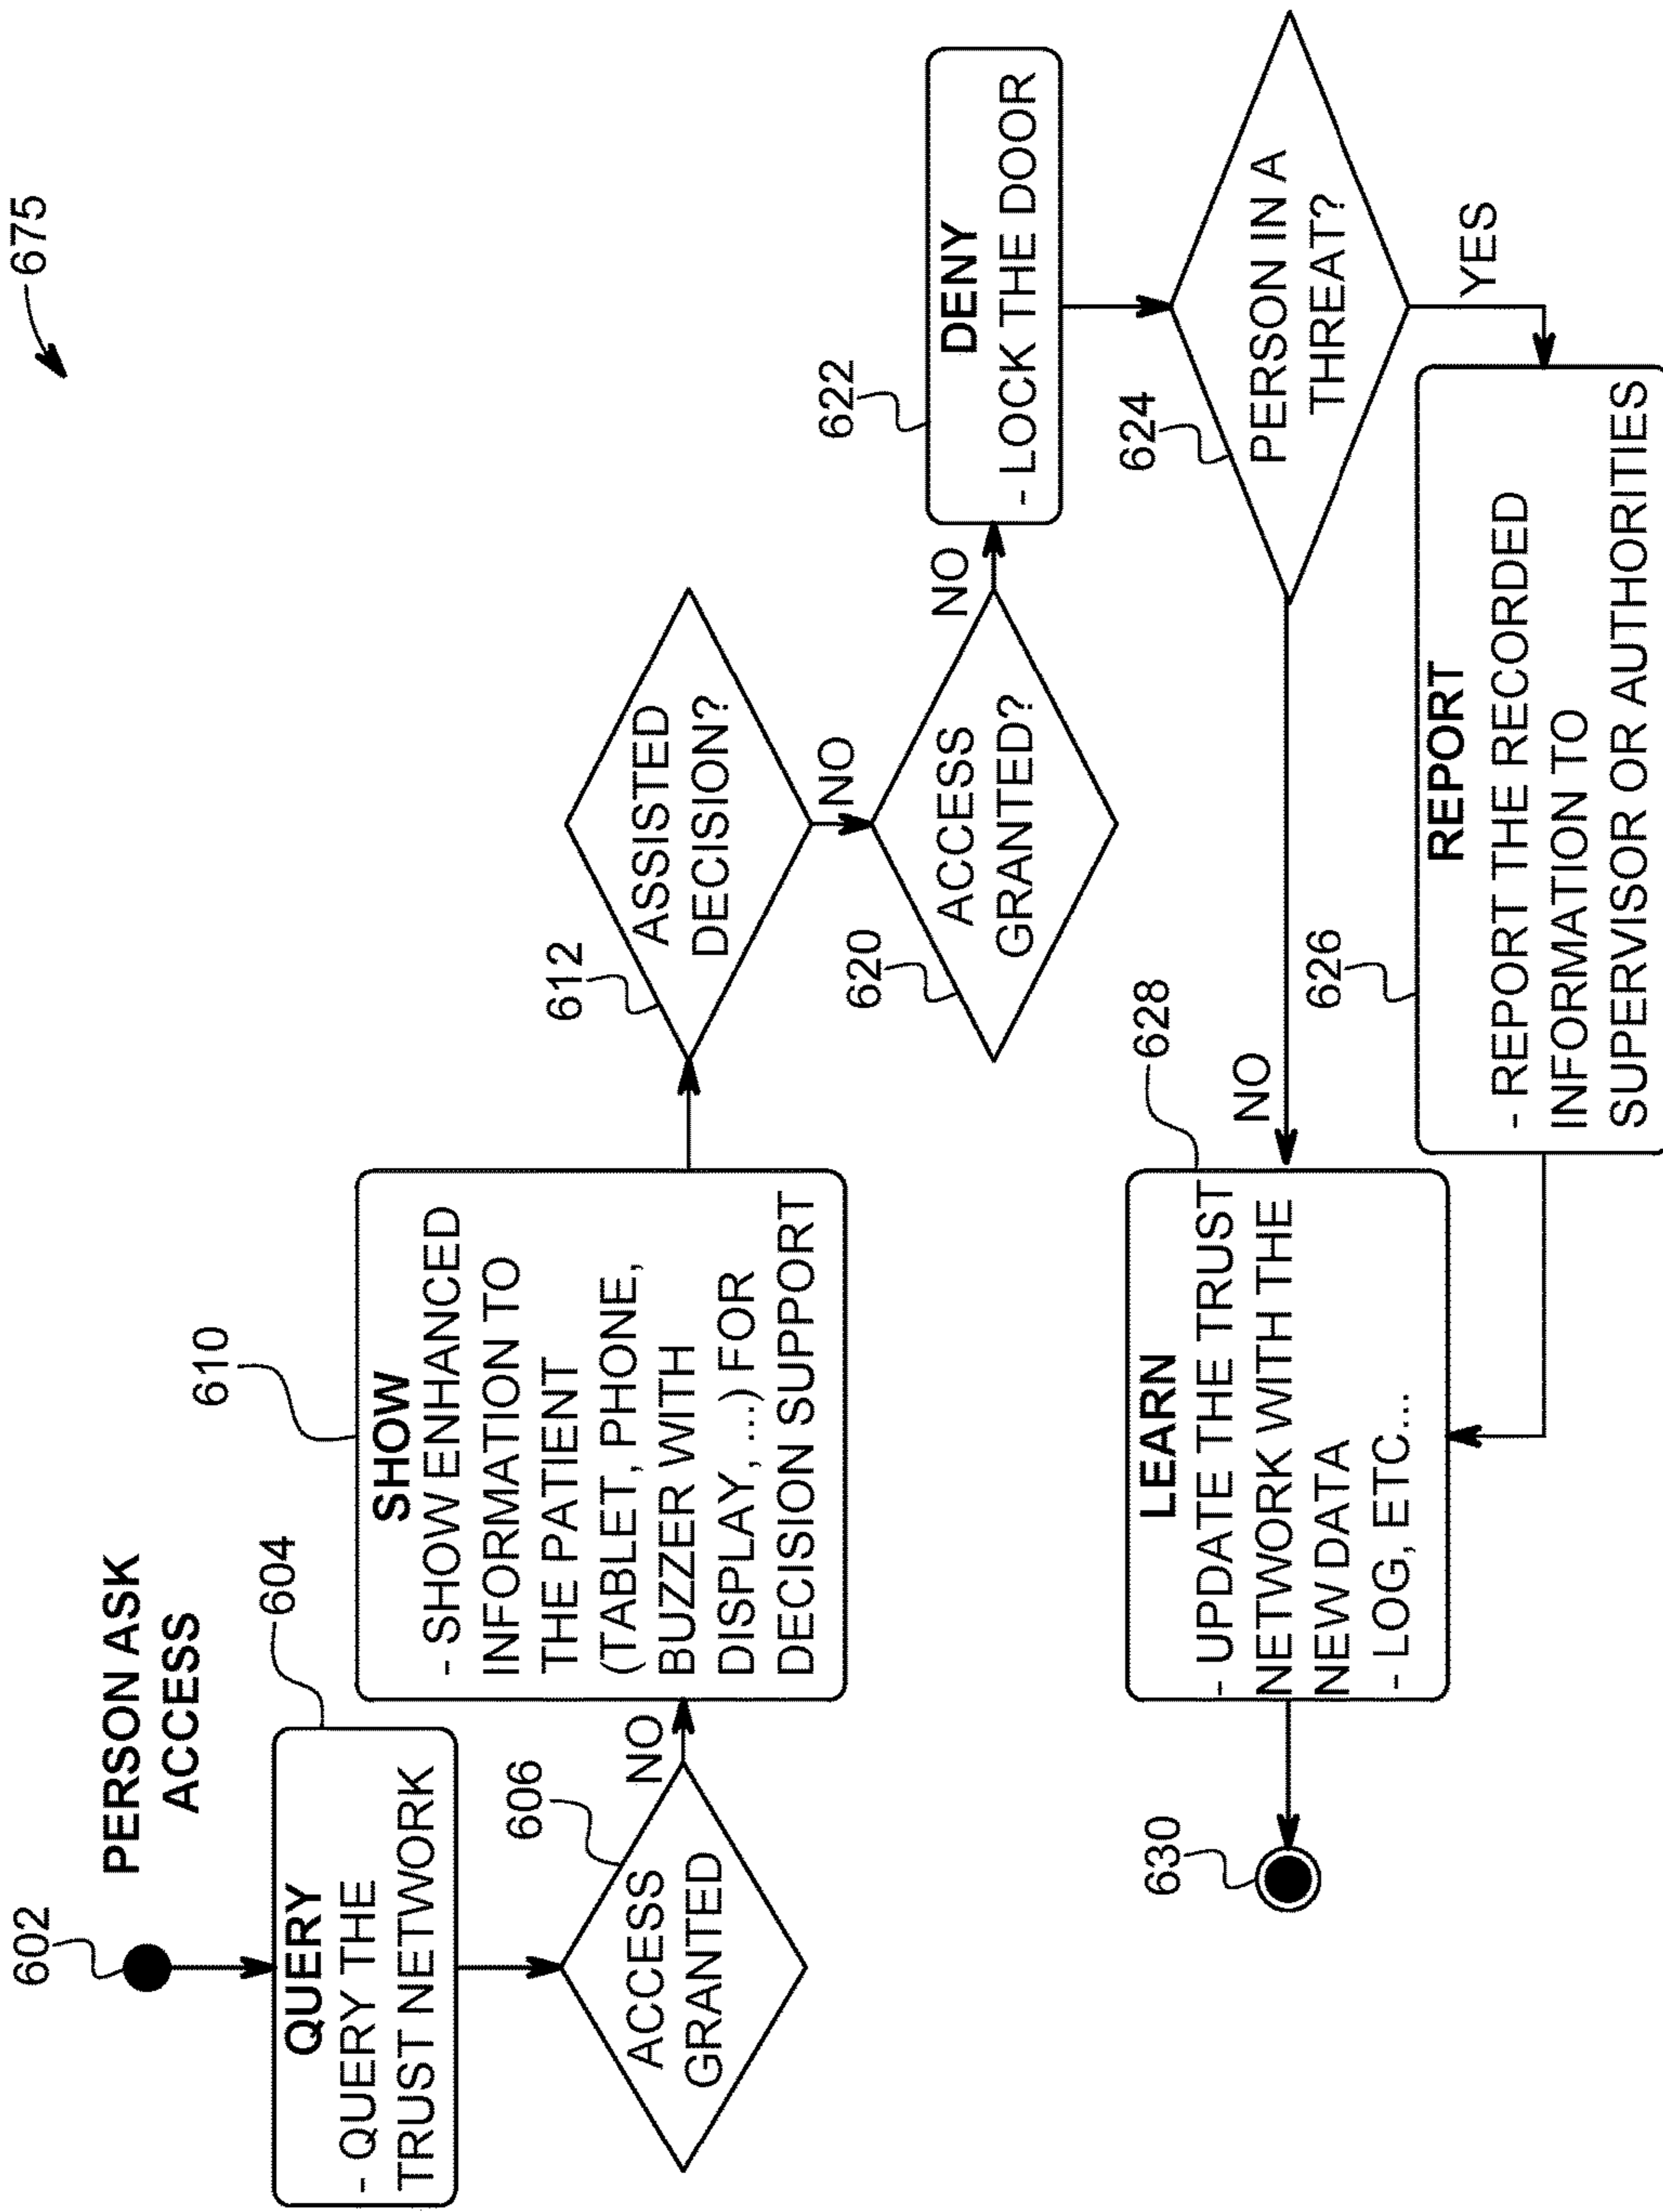 675
602
PERSON ASK
ACCESS
604
QUERY
- QUERY THE
TRUST NETWORK
606
ACCESS
GRANTED
NO
610
SHOW
- SHOW ENHANCED
INFORMATION TO
THE PATIENT
(TABLET, PHONE,
BUZZER WITH
DISPLAY, ...) FOR
DECISION SUPPORT
612
ASSISTED
DECISION?
NO
620
ACCESS
GRANTED?
NO
622
DENY
- LOCK THE DOOR
624
PERSON IN A
THREAT?
YES
NO
626
REPORT
- REPORT THE RECORDED
INFORMATION TO
SUPERVISOR OR AUTHORITIES
628
LEARN
- UPDATE THE TRUST
NETWORK WITH THE
NEW DATA
- LOG, ETC...
630